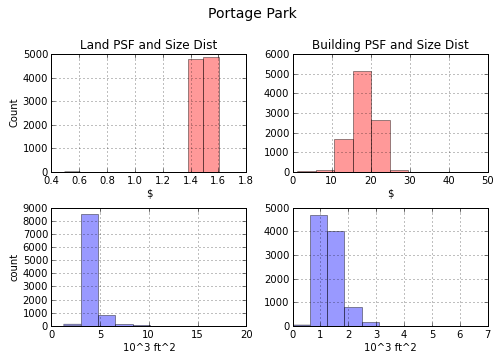 Portage Park
Land PSF and Size Dist
Building PSF and Size Dist
5000
4000
3000
2000
1000
0
Count
0.4 0.6 0.8 1.0 1.2 1.4 1.6 1.8
$
6000
5000
4000
3000
2000
1000
0
0 10 20 30 40 50
$
9000
8000
7000
6000
5000
4000
3000
2000
1000
0
count
0 5 10 15 20
10^3 ft^2
5000
4000
3000
2000
1000
0
0 1 2 3 4 5 6 7
10^3 ft^2